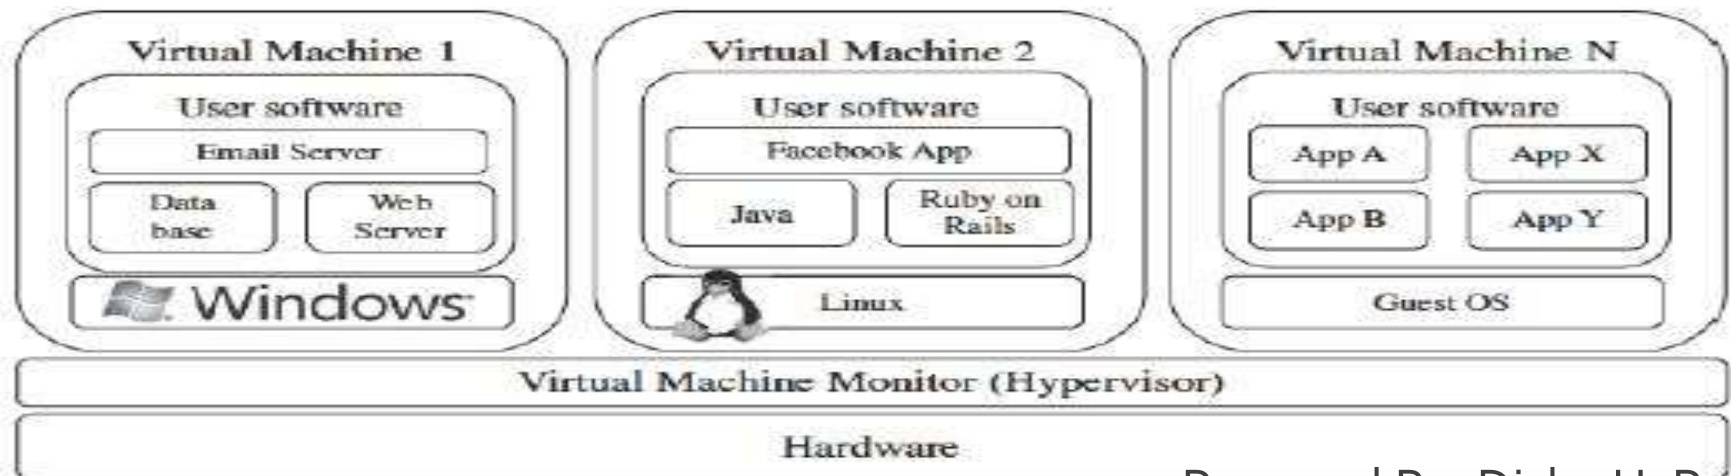 Virtual Machine 1
User software
Email Server
Data
base
Web
Server
Windows
Virtual Machine 2
User software
Facebook App
Java
Ruby on
Rails
Linux
Virtual Machine N
User software
App A
App X
App B
App Y
Guest OS
Virtual Machine Monitor (Hypervisor)
Hardware